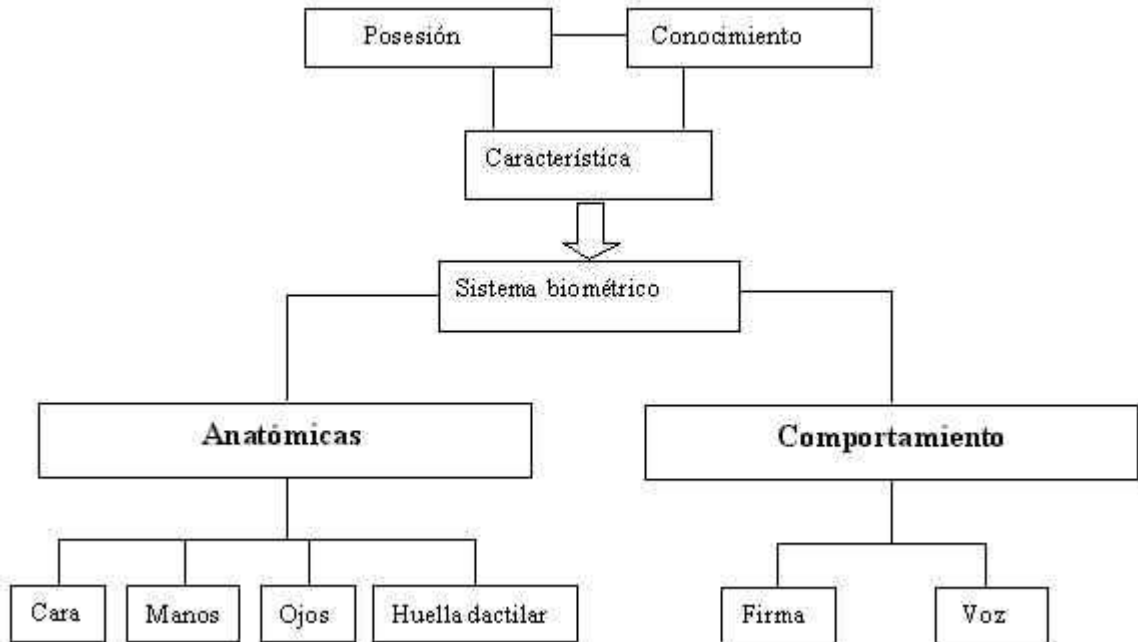 Posesión
Conocimiento
Característica
Sistema biométrico
Anatómicas
Comportamiento
Cara
Manos
Ojos
Huella dactilar
Firma
Voz